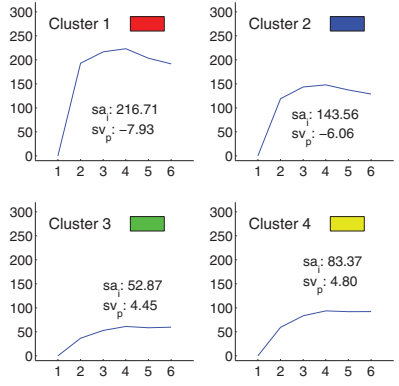 300
Cluster 1
250
200
150
100
sa_i: 216.71
50
sv_p: −7.93
0
1 2 3 4 5 6
300
Cluster 2
250
200
150
100
sa_i: 143.56
50
sv_p: −6.06
0
1 2 3 4 5 6
300
Cluster 3
250
200
150
sa_i: 52.87
100
sv_p: 4.45
50
0
1 2 3 4 5 6
300
Cluster 4
250
200
sa_i: 83.37
150
sv_p: 4.80
100
50
0
1 2 3 4 5 6